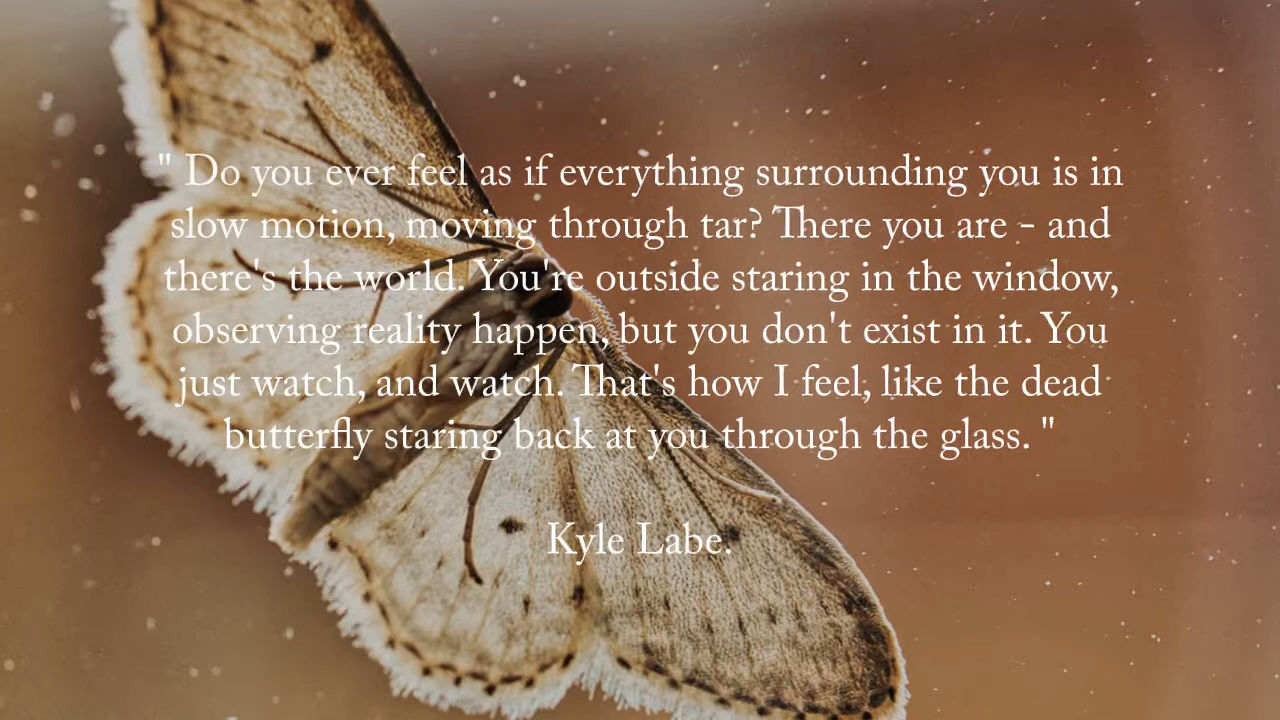 " Do you ever feel as if everything surrounding you is in
slow motion, moving through tar? There you are - and
there's the world. You're outside staring in the window,
observing reality happen, but you don't exist in it. You
just watch, and watch. That's how I feel, like the dead
butterfly staring back at you through the glass. "
Kyle Labe.